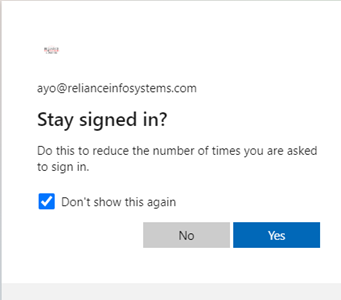 ayo@relianceinfosystems.com
Stay signed in?
Do this to reduce the number of times you are asked
to sign in.
Don't show this again
No
Yes